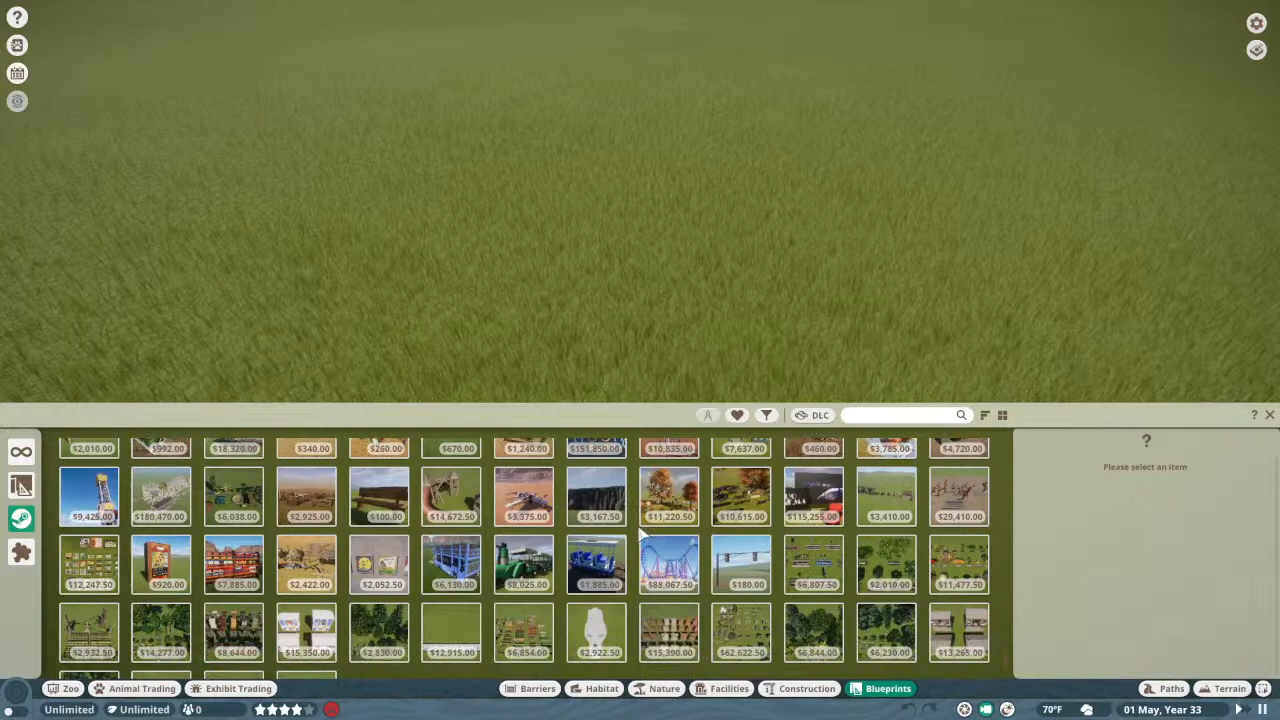 ?
DLC
? ×
$2,010.00 $992.00 $18,320.00 $340.00 $260.00 $670.00 $1,240.00 $151,850.00 $10,835.00 $7,637.00 $460.00 $3,785.00 $4,720.00
?
Please select an item
$9,425.00 $180,470.00 $6,038.00 $2,925.00 $100.00 $14,672.50 $3,375.00 $3,167.50 $11,220.50 $10,615.00 $115,255.00 $3,410.00 $29,410.00
$12,247.50 $920.00 $7,885.00 $2,422.00 $2,052.50 $6,130.00 $8,025.00 $1,885.00 $88,067.50 $180.00 $6,807.50 $2,010.00 $11,477.50
$2,932.50 $14,277.00 $8,644.00 $15,350.00 $2,830.00 $12,915.00 $6,854.00 $2,922.50 $15,390.00 $62,622.50 $6,844.00 $6,230.00 $13,265.00
Zoo Animal Trading Exhibit Trading Barriers Habitat Nature Facilities Construction Blueprints Paths Terrain
Unlimited Unlimited 0 70°F 01 May, Year 33